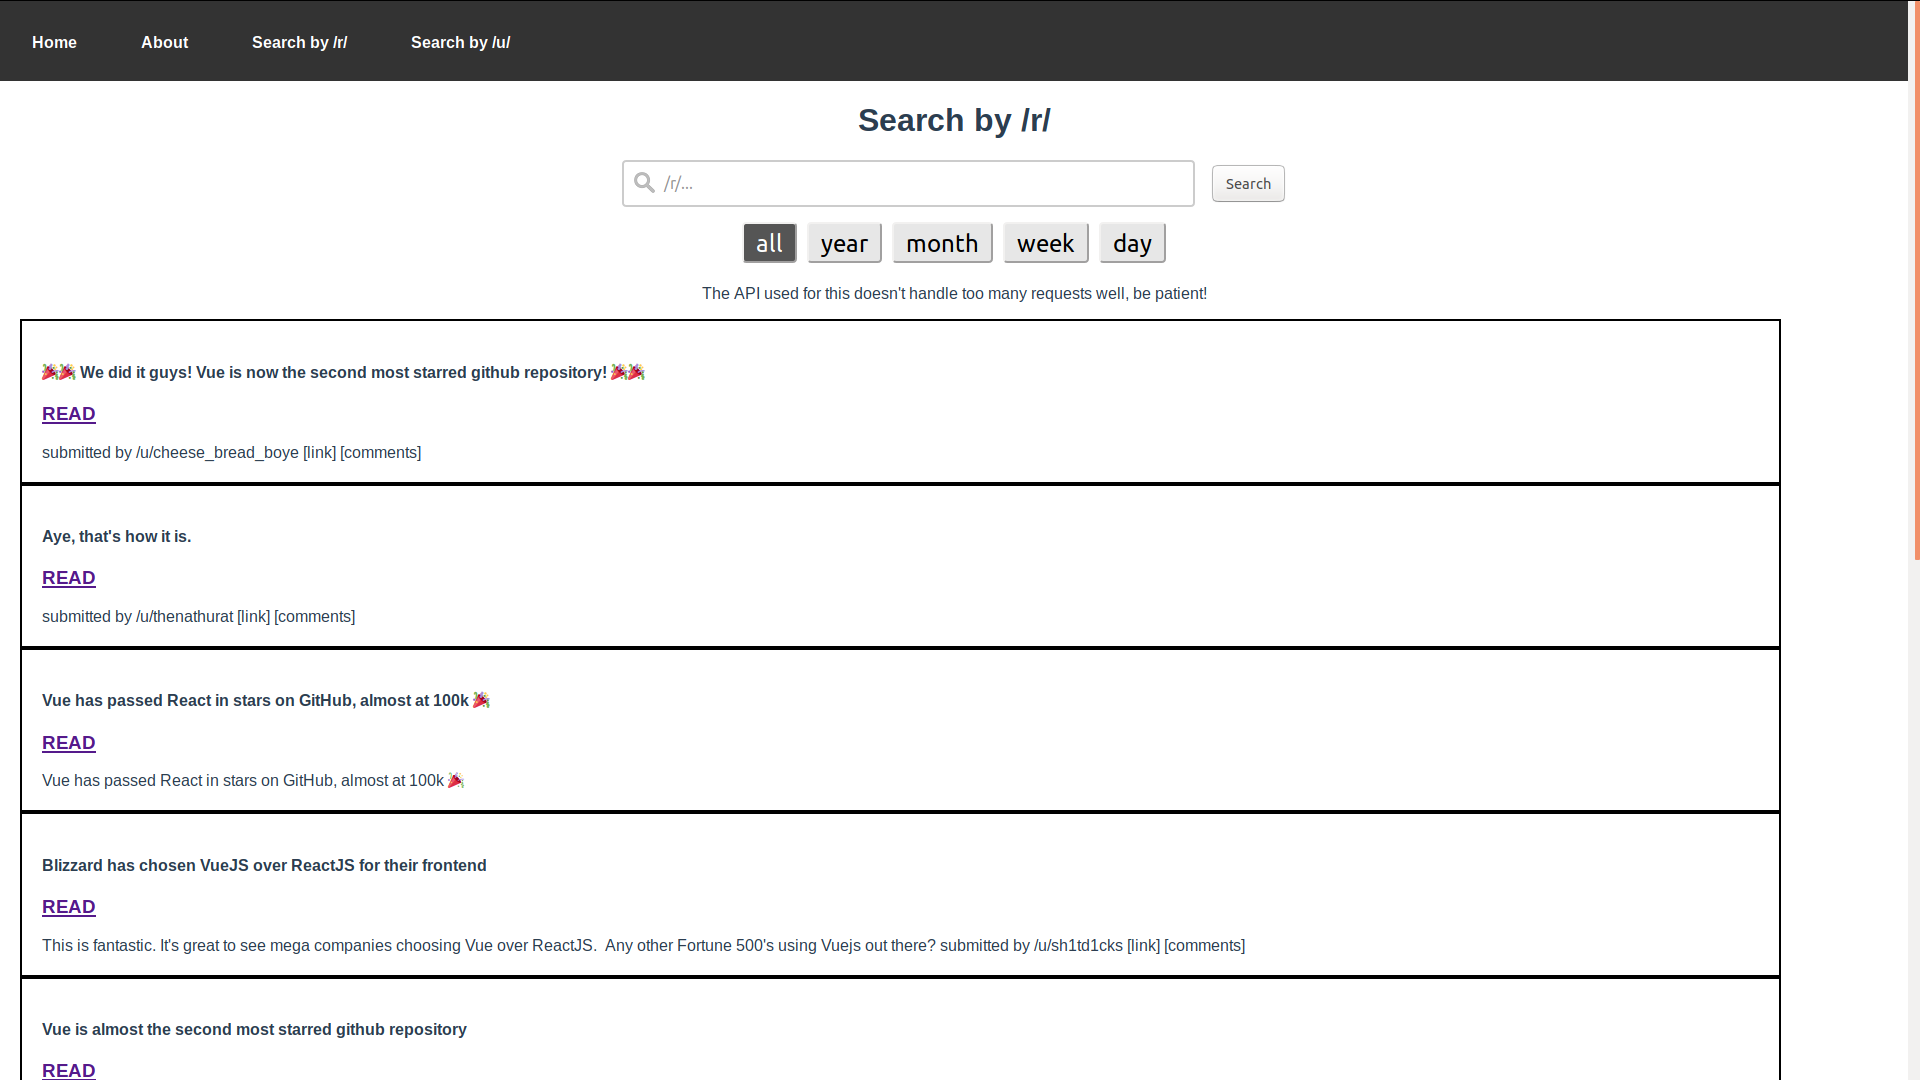 Home About Search by /r/ Search by /u/
Search by /r/
/r/... Search
all year month week day
The API used for this doesn't handle too many requests well, be patient!
🎉🎉 We did it guys! Vue is now the second most starred github repository! 🎉🎉
READ
submitted by /u/cheese_bread_boye [link] [comments]
Aye, that's how it is.
READ
submitted by /u/thenathurat [link] [comments]
Vue has passed React in stars on GitHub, almost at 100k 🎉
READ
Vue has passed React in stars on GitHub, almost at 100k 🎉
Blizzard has chosen VueJS over ReactJS for their frontend
READ
This is fantastic. It's great to see mega companies choosing Vue over ReactJS.  Any other Fortune 500's using Vuejs out there? submitted by /u/sh1td1cks [link] [comments]
Vue is almost the second most starred github repository
READ